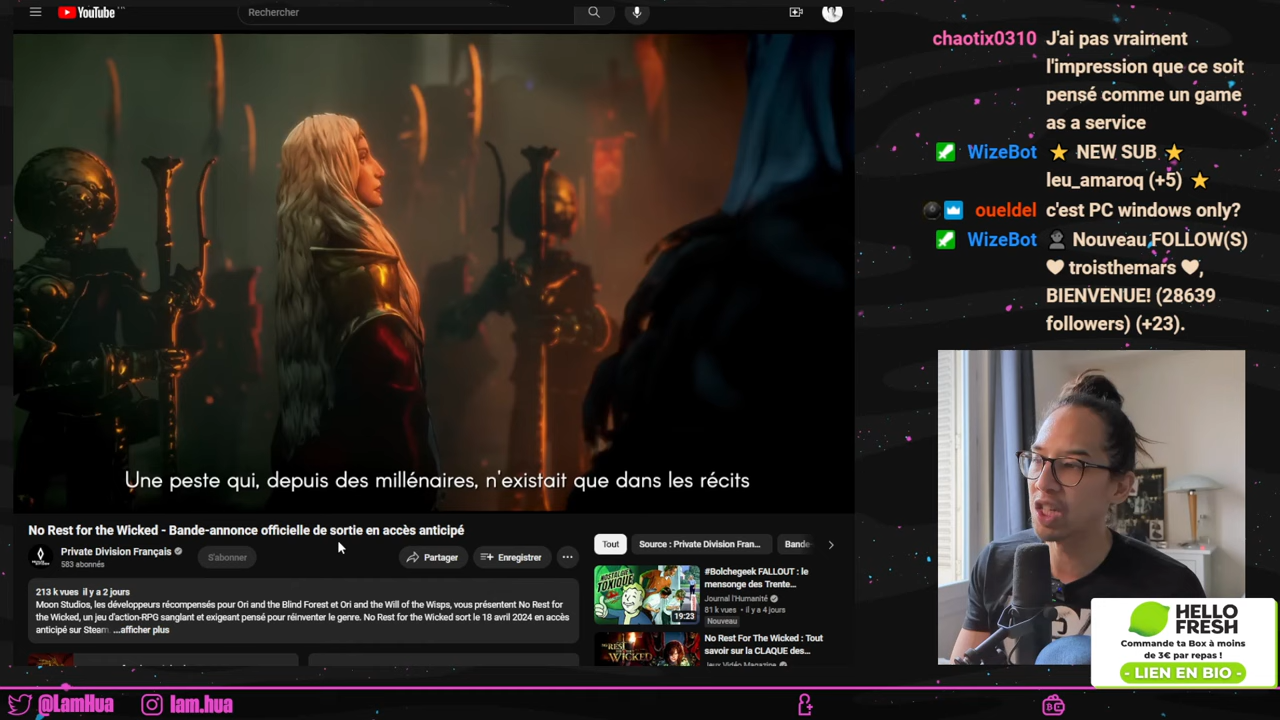 YouTube
Rechercher
Une peste qui, depuis des millénaires, n'existait que dans les récits
No Rest for the Wicked - Bande-annonce officielle de sortie en accès anticipé
Private Division Français
583 abonnés
S'abonner
Partager
Enregistrer
213 k vues il y a 2 jours
Moon Studios, les développeurs récompensés pour Ori and the Blind Forest et Ori and the Will of the Wisps, vous présentent No Rest for
the Wicked, un jeu d'action-RPG sanglant et exigeant pensé pour réinventer le genre. No Rest for the Wicked sort le 18 avril 2024 en accès
anticipé sur Steam. ...afficher plus
Tout
Source : Private Division Fran...
Bande-
NOSTALGIE
TOXIQUE
19:23
#Bolchegeek FALLOUT : le
mensonge des Trente...
Journal l'Humanité
81 k vues • il y a 4 jours
Nouveau
WICKED
No Rest For The Wicked : Tout
savoir sur la CLAQUE des...
Jeux Vidéo Magazine
chaotix0310 J'ai pas vraiment
l'impression que ce soit
pensé comme un game
as a service
WizeBot NEW SUB
leu_amaroq (+5)
oueldel c'est PC windows only?
WizeBot Nouveau FOLLOW(S)
troisthemars ,
BIENVENUE! (28639
followers) (+23).
HELLO
FRESH
Commande ta Box à moins
de 3€ par repas !
- LIEN EN BIO -
@LamHua
lam.hua